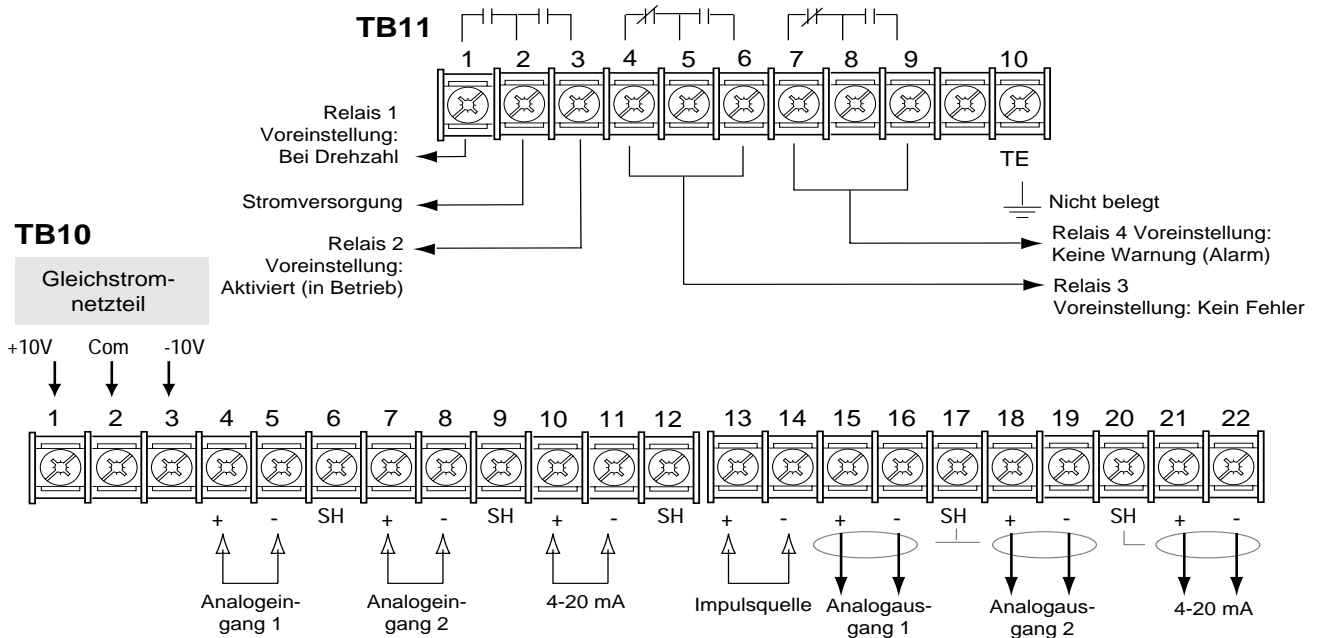 TB11
1 2 3 4 5 6 7 8 9 10
Relais 1
Voreinstellung:
Bei Drehzahl
Stromversorgung
Relais 2
Voreinstellung:
Aktiviert (in Betrieb)
TE
Nicht belegt
Relais 4 Voreinstellung:
Keine Warnung (Alarm)
Relais 3
Voreinstellung: Kein Fehler
TB10
Gleichstrom-
netzteil
+10V Com -10V
1 2 3 4 5 6 7 8 9 10 11 12 13 14 15 16 17 18 19 20 21 22
+ - SH + - SH + - SH + - + - SH + - SH + -
Analogein-
gang 1
Analogein-
gang 2
4-20 mA
Impulsquelle
Analogaus-
gang 1
Analogaus-
gang 2
4-20 mA